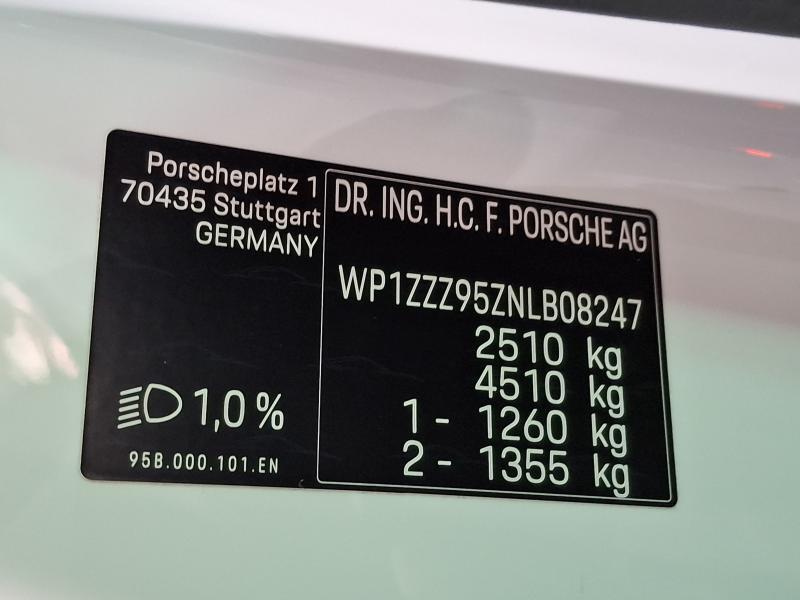 Porscheplatz 1
70435 Stuttgart
GERMANY
DR. ING. H.C. F. PORSCHE AG
WP1ZZZ95ZNLB08247
2510 kg
4510 kg
1 - 1260 kg
2 - 1355 kg
1,0 %
95B.000.101.EN